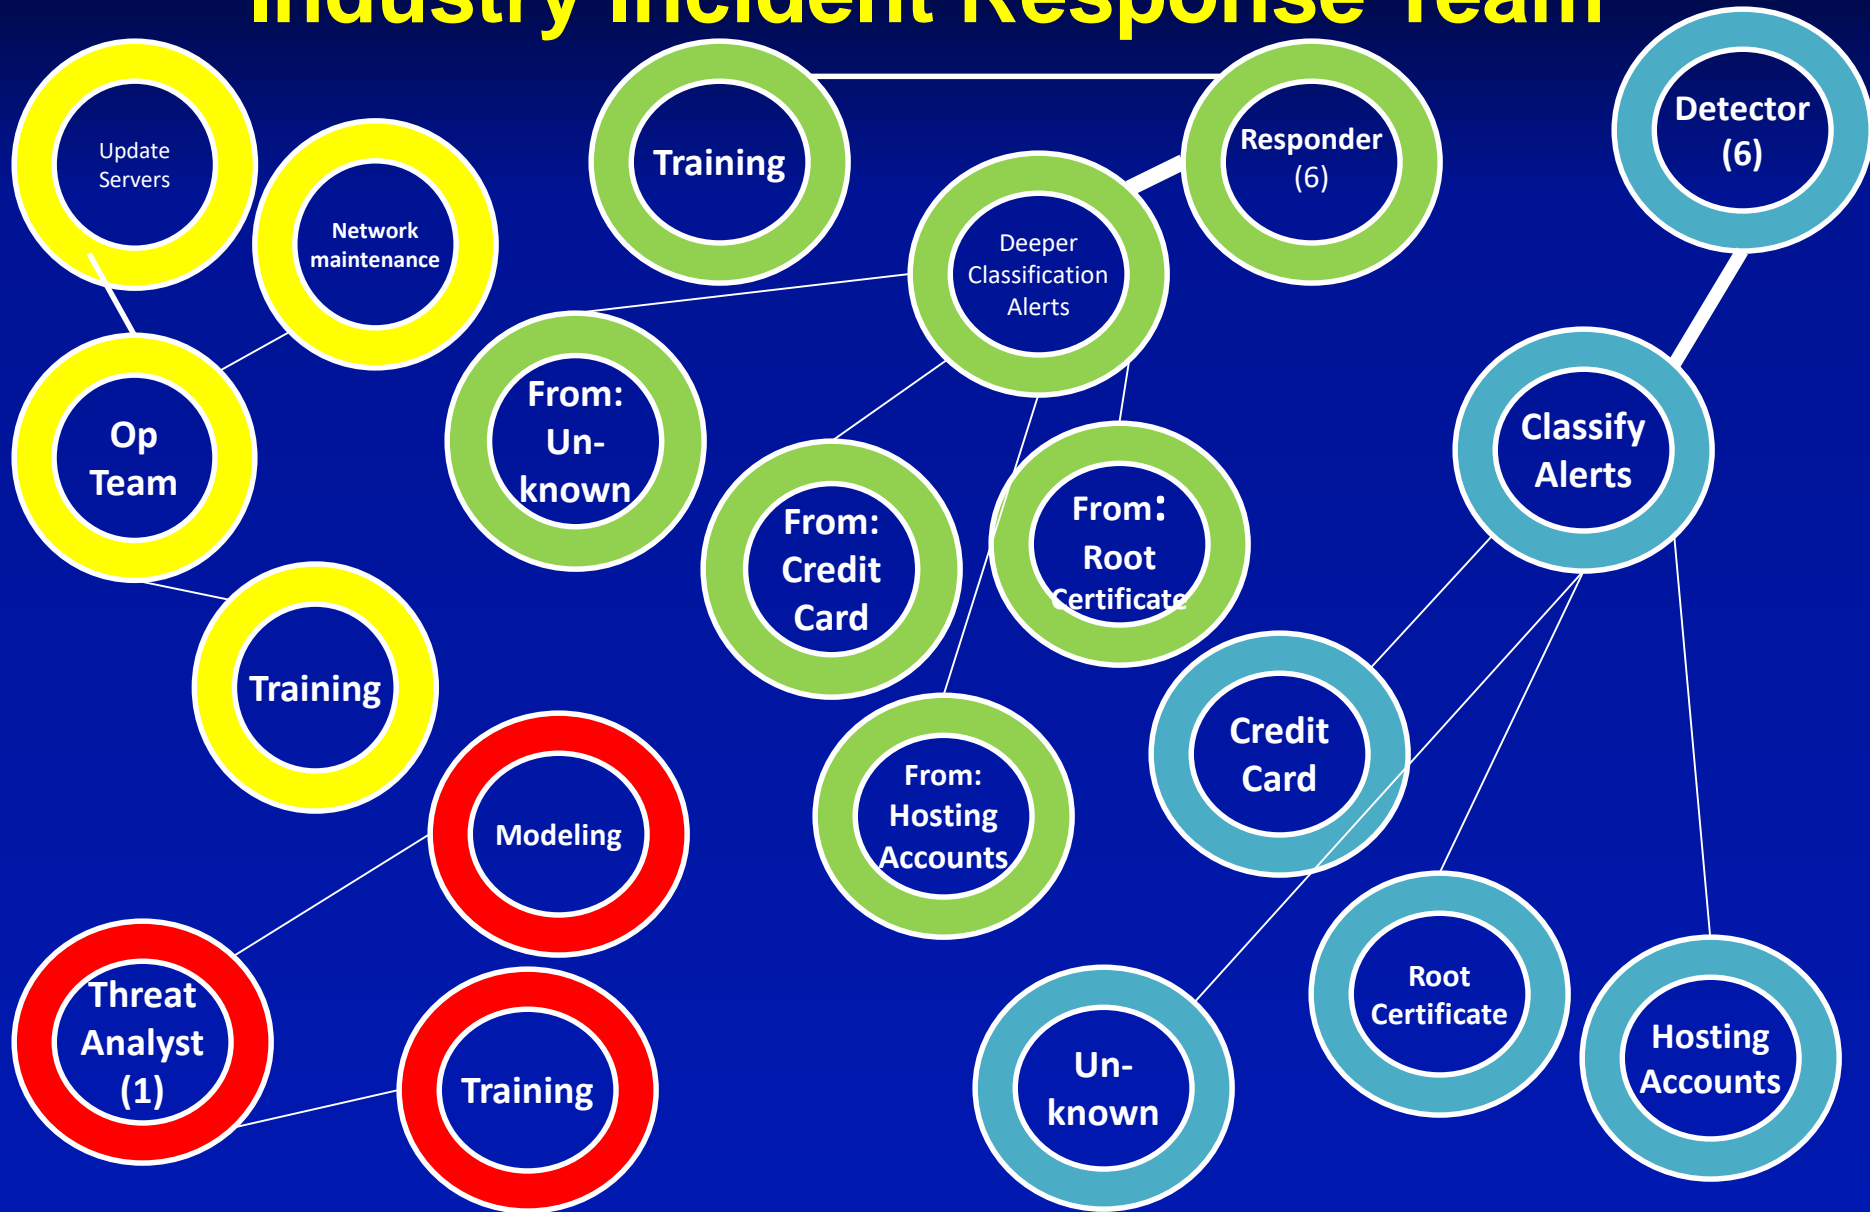 Industry Incident Response Team
Update
Servers
Network
maintenance
Training
Responder
(6)
Detector
(6)
Deeper
Classification
Alerts
Op
Team
From:
Un-
known
From:
Credit
Card
From:
Root
Certificate
Classify
Alerts
Training
Modeling
From:
Hosting
Accounts
Credit
Card
Threat
Analyst
(1)
Training
Un-
known
Root
Certificate
Hosting
Accounts